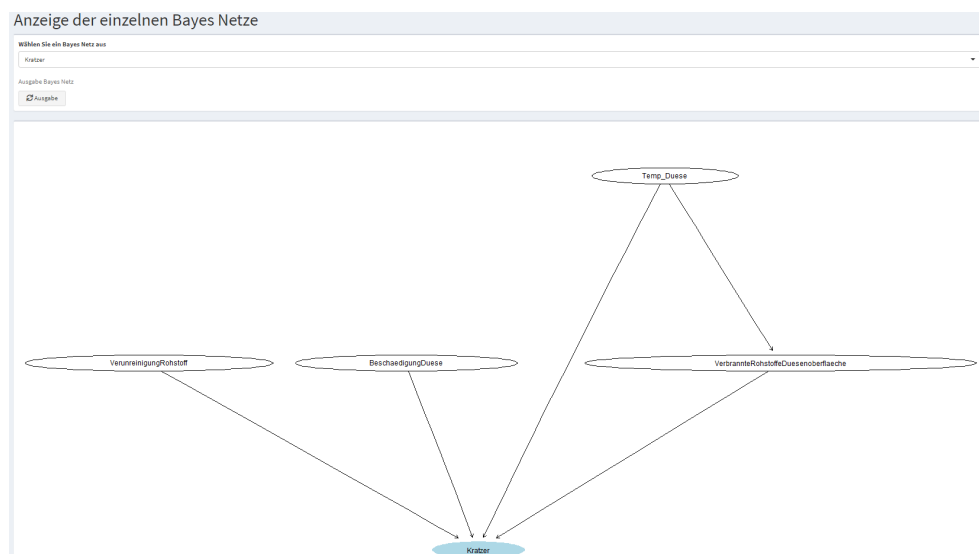 Anzeige der einzelnen Bayes Netze
Wählen Sie ein Bayes Netz aus
Kratzer
Ausgabe Bayes Netz
Ausgabe
Temp_Duese
VerunreinigungRohstoff
BeschaedigungDuese
VerbrannteRohstoffeDuesenoberflaeche
Kratzer